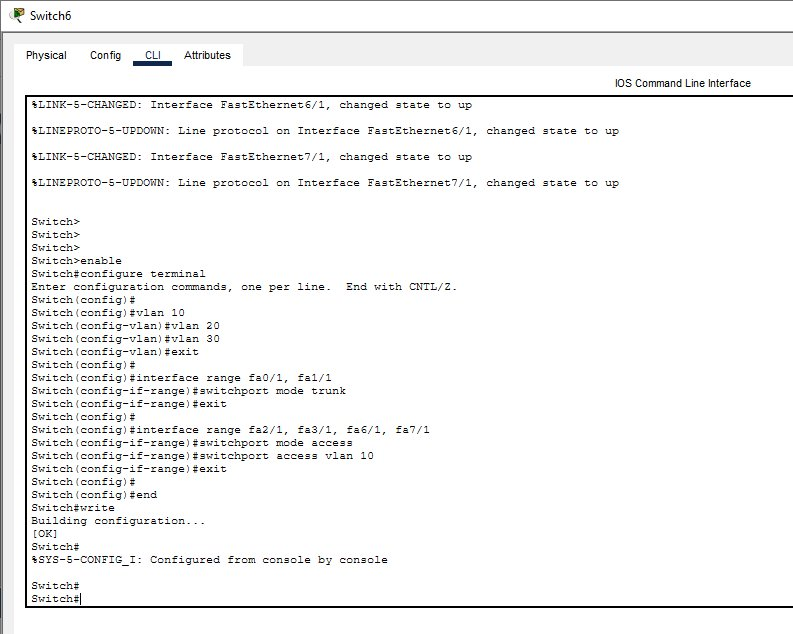 Switch6
Physical Config CLI Attributes
IOS Command Line Interface
%LINK-5-CHANGED: Interface FastEthernet6/1, changed state to up
%LINEPROTO-5-UPDOWN: Line protocol on Interface FastEthernet6/1, changed state to up
%LINK-5-CHANGED: Interface FastEthernet7/1, changed state to up
%LINEPROTO-5-UPDOWN: Line protocol on Interface FastEthernet7/1, changed state to up
Switch>
Switch>
Switch>
Switch>enable
Switch#configure terminal
Enter configuration commands, one per line.  End with CNTL/Z.
Switch(config)#
Switch(config)#vlan 10
Switch(config-vlan)#vlan 20
Switch(config-vlan)#vlan 30
Switch(config-vlan)#exit
Switch(config)#
Switch(config)#interface range fa0/1, fa1/1
Switch(config-if-range)#switchport mode trunk
Switch(config-if-range)#exit
Switch(config)#
Switch(config)#interface range fa2/1, fa3/1, fa6/1, fa7/1
Switch(config-if-range)#switchport mode access
Switch(config-if-range)#switchport access vlan 10
Switch(config-if-range)#exit
Switch(config)#
Switch(config)#end
Switch#write
Building configuration...
[OK]
Switch#
%SYS-5-CONFIG_I: Configured from console by console
Switch#
Switch#